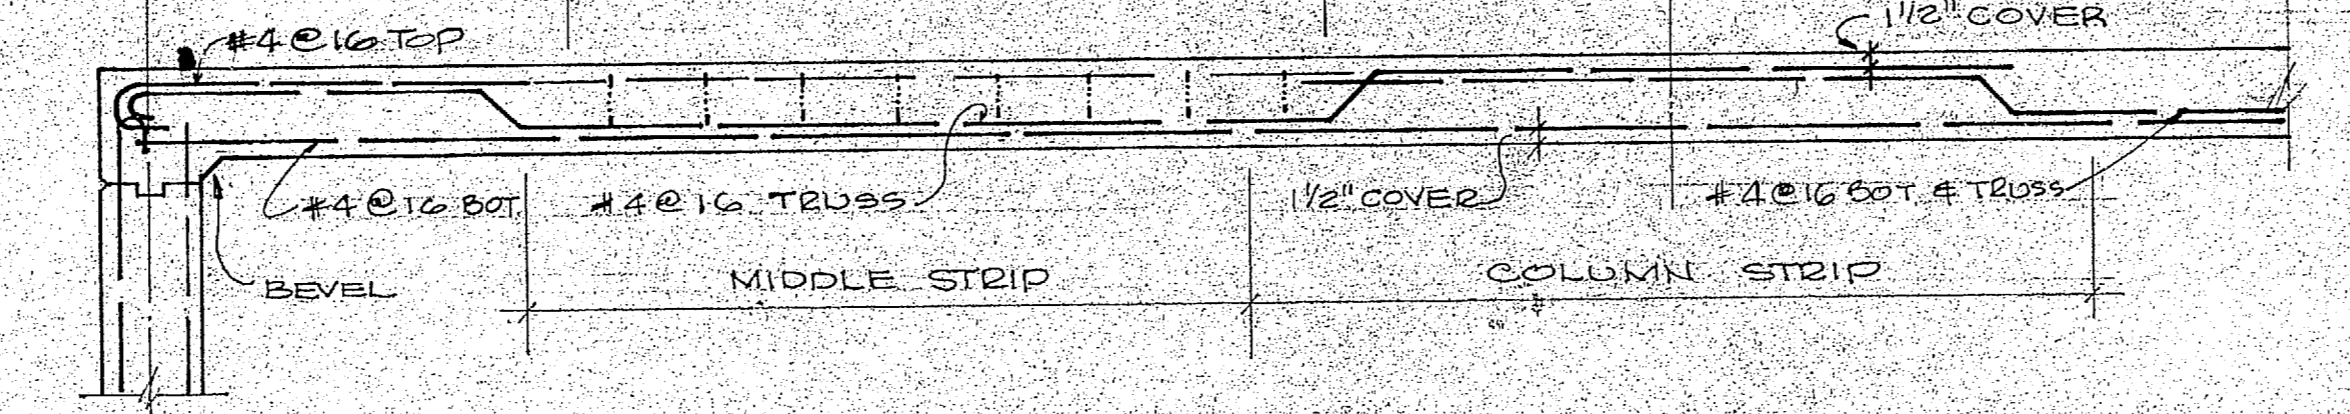 #4@16 TOP
1 1/2" COVER
#4@16 BOT.
#4@16 TRUSS
1 1/2" COVER
#4@16 BOT & TRUSS
BEVEL
MIDDLE STRIP
COLUMN STRIP